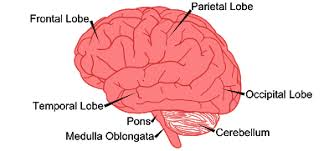 Parietal Lobe
Frontal Lobe
Temporal Lobe
Occipital Lobe
Pons
Medulla Oblongata
Cerebellum